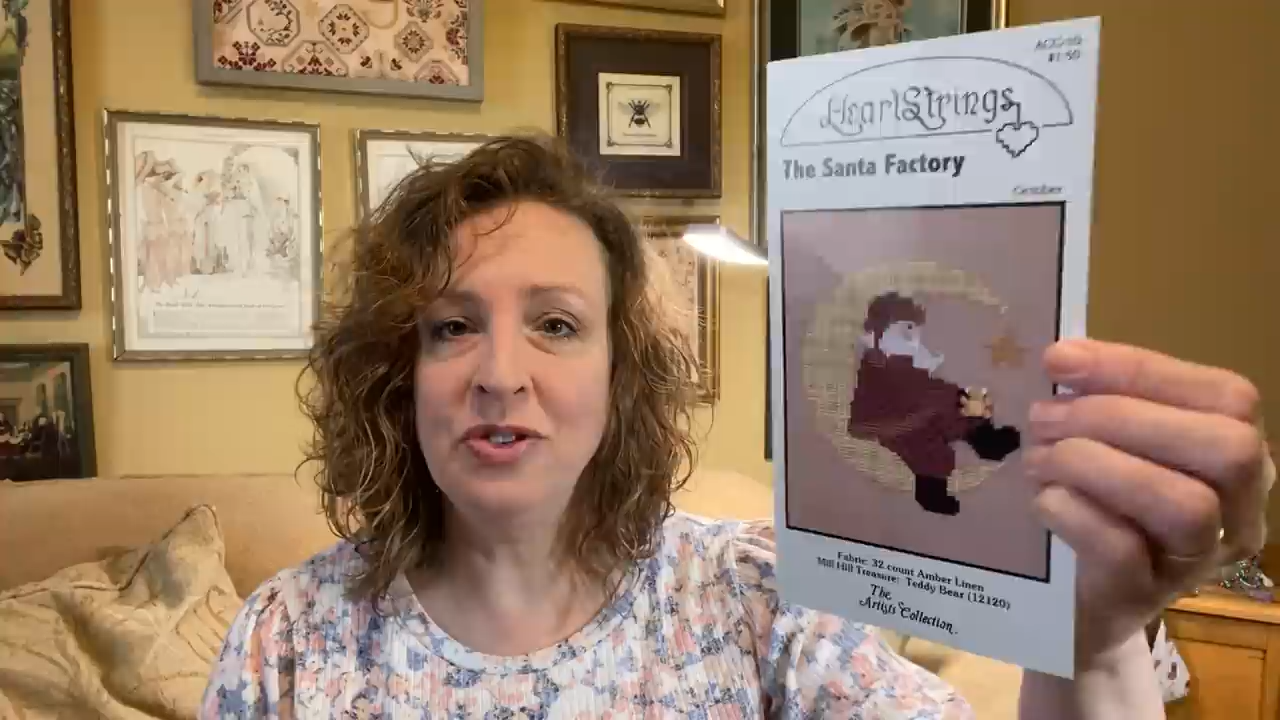 HeartStrings
The Santa Factory
October
Fabric: 32 count Amber Linen
Mill Hill Treasure: Teddy Bear (12120)
The
Artists Collection.